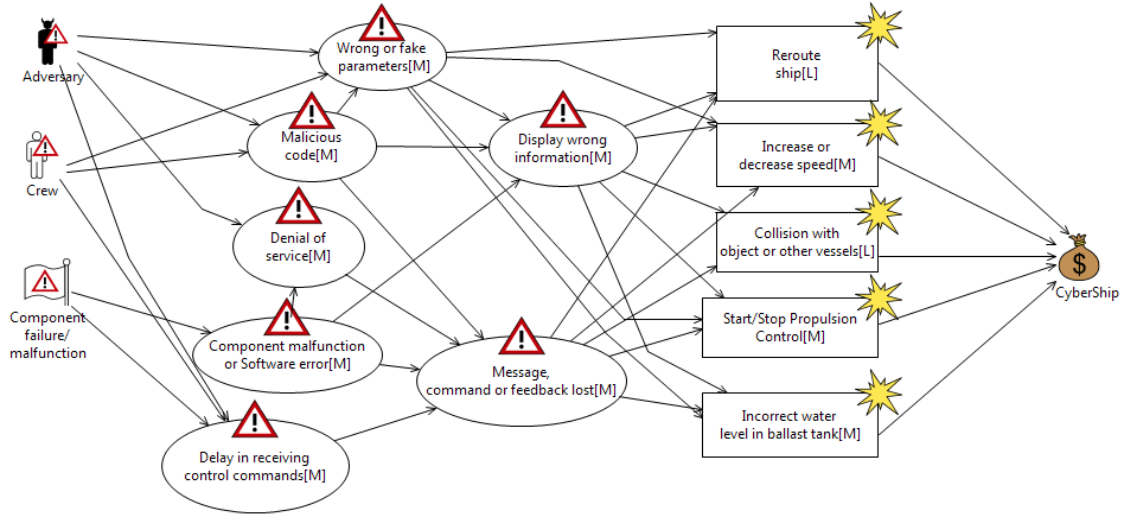 Adversary
Crew
Component
failure/
malfunction
Wrong or fake
parameters[M]
Malicious
code[M]
Denial of
service[M]
Component malfunction
or Software error[M]
Delay in receiving
control commands[M]
Display wrong
information[M]
Message,
command or feedback lost[M]
Reroute
ship[L]
Increase or
decrease speed[M]
Collision with
object or other vessels[L]
Start/Stop Propulsion
Control[M]
Incorrect water
level in ballast tank[M]
$
CyberShip